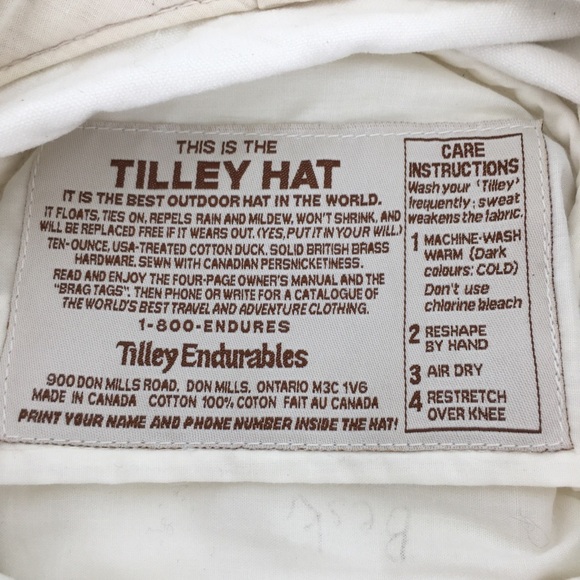 THIS IS THE
TILLEY HAT
IT IS THE BEST OUTDOOR HAT IN THE WORLD.
IT FLOATS, TIES ON, REPELS RAIN AND MILDEW, WON'T SHRINK, AND
WILL BE REPLACED FREE IF IT WEARS OUT. (YES, PUT IT IN YOUR WILL.)
TEN-OUNCE, USA-TREATED COTTON DUCK, SOLID BRITISH BRASS
HARDWARE, SEWN WITH CANADIAN PERSNICKETINESS.
READ AND ENJOY THE FOUR-PAGE OWNER'S MANUAL AND THE
"BRAG TAGS". THEN PHONE OR WRITE FOR A CATALOGUE OF
THE WORLD'S BEST TRAVEL AND ADVENTURE CLOTHING.
1-800-ENDURES
Tilley Endurables
900 DON MILLS ROAD, DON MILLS, ONTARIO M3C 1V6
MADE IN CANADA COTTON 100% COTON FAIT AU CANADA
PRINT YOUR NAME AND PHONE NUMBER INSIDE THE HAT!
CARE
INSTRUCTIONS
Wash your 'Tilley'
frequently; sweat
weakens the fabric.
1 MACHINE-WASH
WARM (Dark
colours: COLD)
Don't use
chlorine bleach
2 RESHAPE
BY HAND
3 AIR DRY
4 RESTRETCH
OVER KNEE